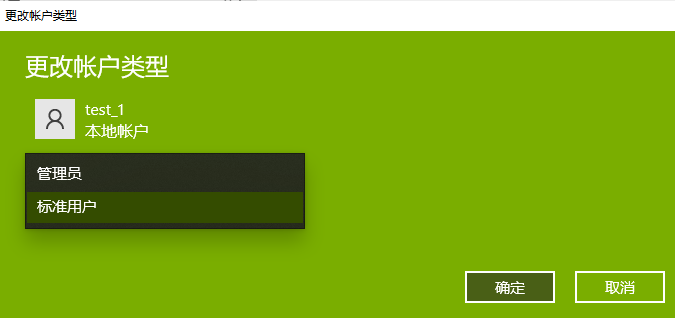 更改帐户类型
更改帐户类型
test_1
本地帐户
管理员
标准用户
确定
取消